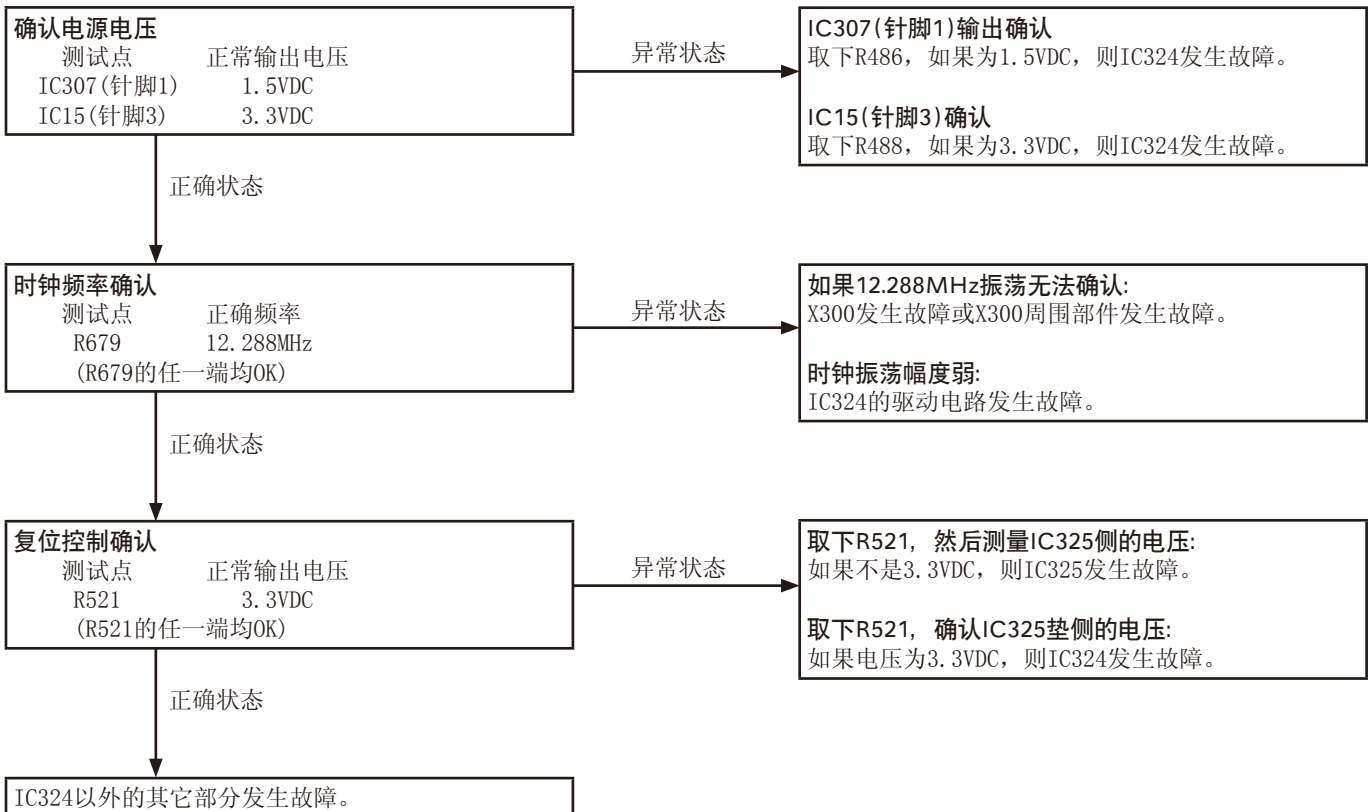 确认电源电压
测试点 正常输出电压
IC307(针脚1) 1.5VDC
IC15(针脚3) 3.3VDC
异常状态
IC307(针脚1)输出确认
取下R486，如果为1.5VDC，则IC324发生故障。
IC15(针脚3)确认
取下R488，如果为3.3VDC，则IC324发生故障。
正确状态
时钟频率确认
测试点 正确频率
R679 12.288MHz
(R679的任一端均OK)
异常状态
如果12.288MHz振荡无法确认:
X300发生故障或X300周围部件发生故障。
时钟振荡幅度弱:
IC324的驱动电路发生故障。
正确状态
复位控制确认
测试点 正常输出电压
R521 3.3VDC
(R521的任一端均OK)
异常状态
取下R521，然后测量IC325侧的电压:
如果不是3.3VDC，则IC325发生故障。
取下R521，确认IC325垫侧的电压:
如果电压为3.3VDC，则IC324发生故障。
正确状态
IC324以外的其它部分发生故障。